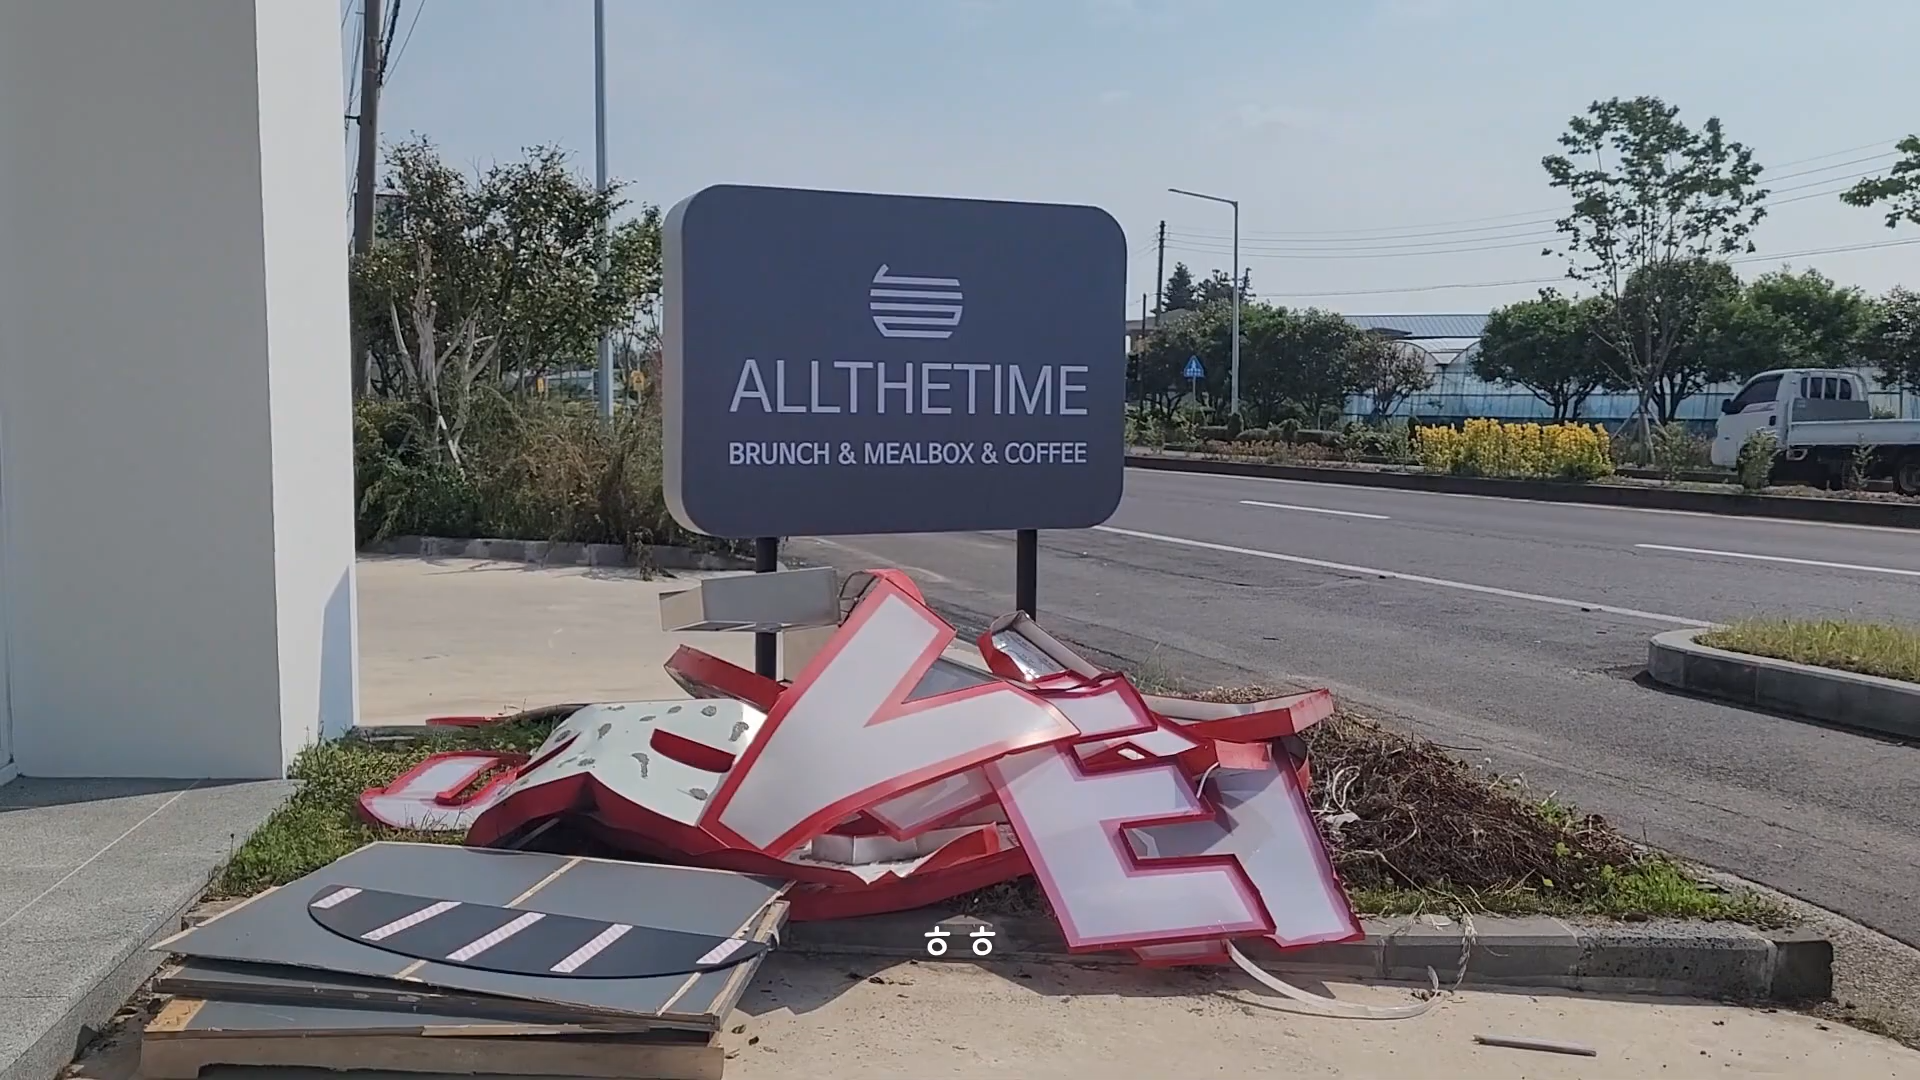 ALLTHETIME
BRUNCH & MEALBOX & COFFEE
V
E
ㅎㅎ